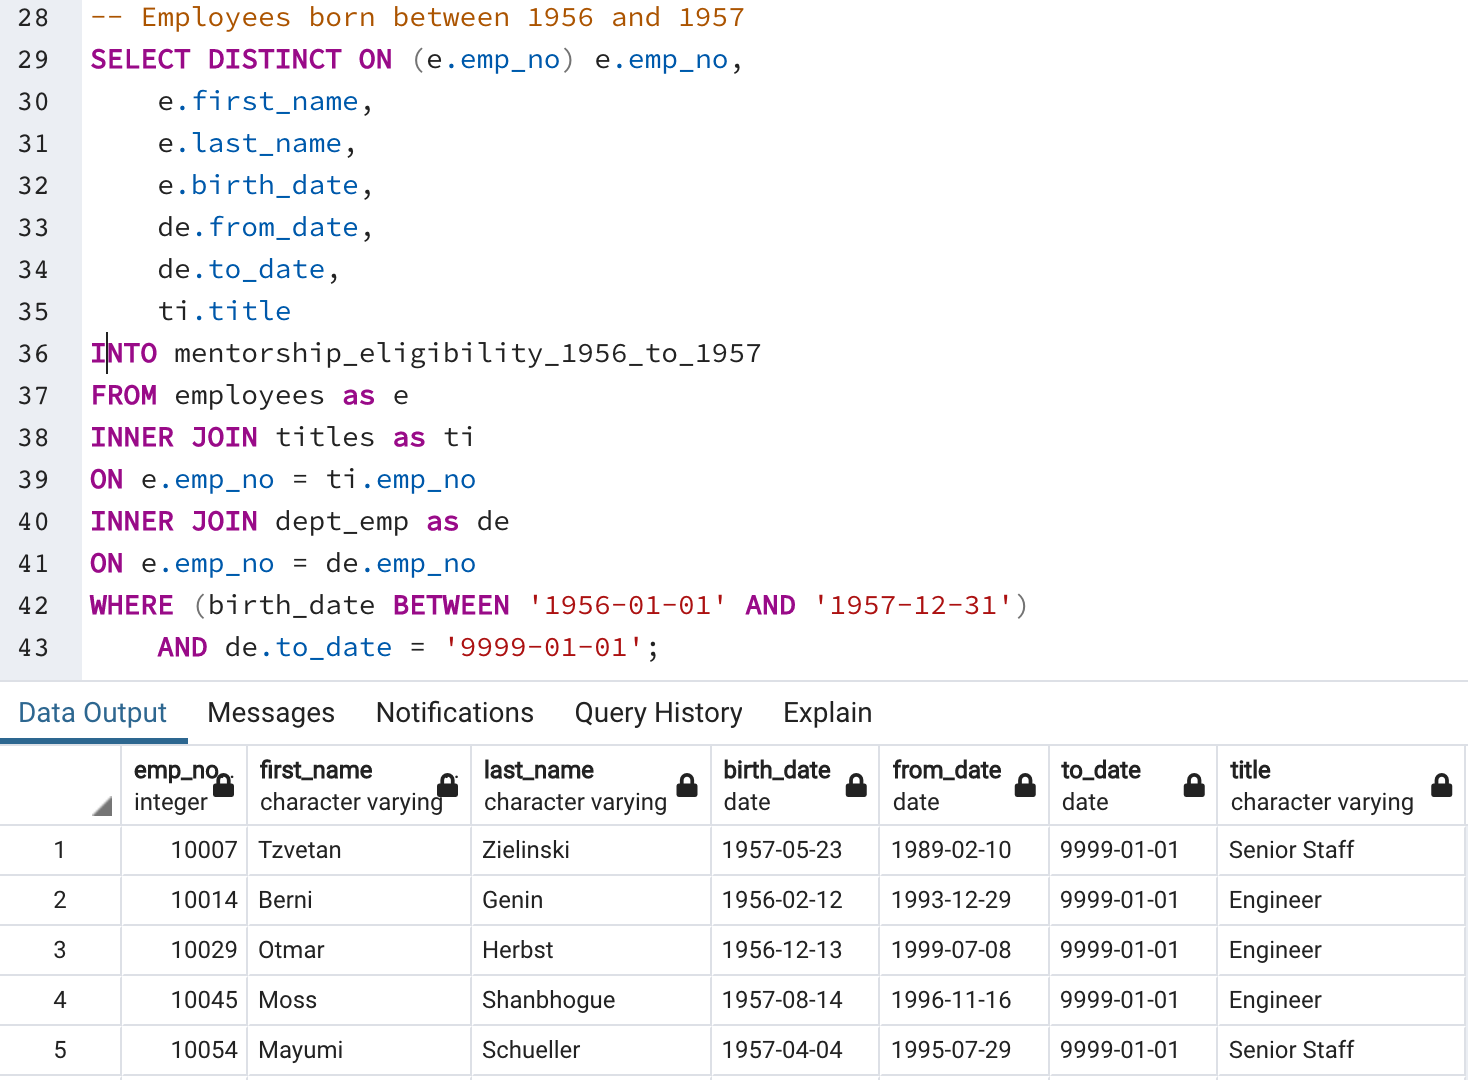 28 -- Employees born between 1956 and 1957
29 SELECT DISTINCT ON (e.emp_no) e.emp_no,
30     e.first_name,
31     e.last_name,
32     e.birth_date,
33     de.from_date,
34     de.to_date,
35     ti.title
36 INTO mentorship_eligibility_1956_to_1957
37 FROM employees as e
38 INNER JOIN titles as ti
39 ON e.emp_no = ti.emp_no
40 INNER JOIN dept_emp as de
41 ON e.emp_no = de.emp_no
42 WHERE (birth_date BETWEEN '1956-01-01' AND '1957-12-31')
43     AND de.to_date = '9999-01-01';
Data Output Messages Notifications Query History Explain
emp_no first_name last_name birth_date from_date to_date title
integer character varying character varying date date date character varying
1 10007 Tzvetan Zielinski 1957-05-23 1989-02-10 9999-01-01 Senior Staff
2 10014 Berni Genin 1956-02-12 1993-12-29 9999-01-01 Engineer
3 10029 Otmar Herbst 1956-12-13 1999-07-08 9999-01-01 Engineer
4 10045 Moss Shanbhogue 1957-08-14 1996-11-16 9999-01-01 Engineer
5 10054 Mayumi Schueller 1957-04-04 1995-07-29 9999-01-01 Senior Staff